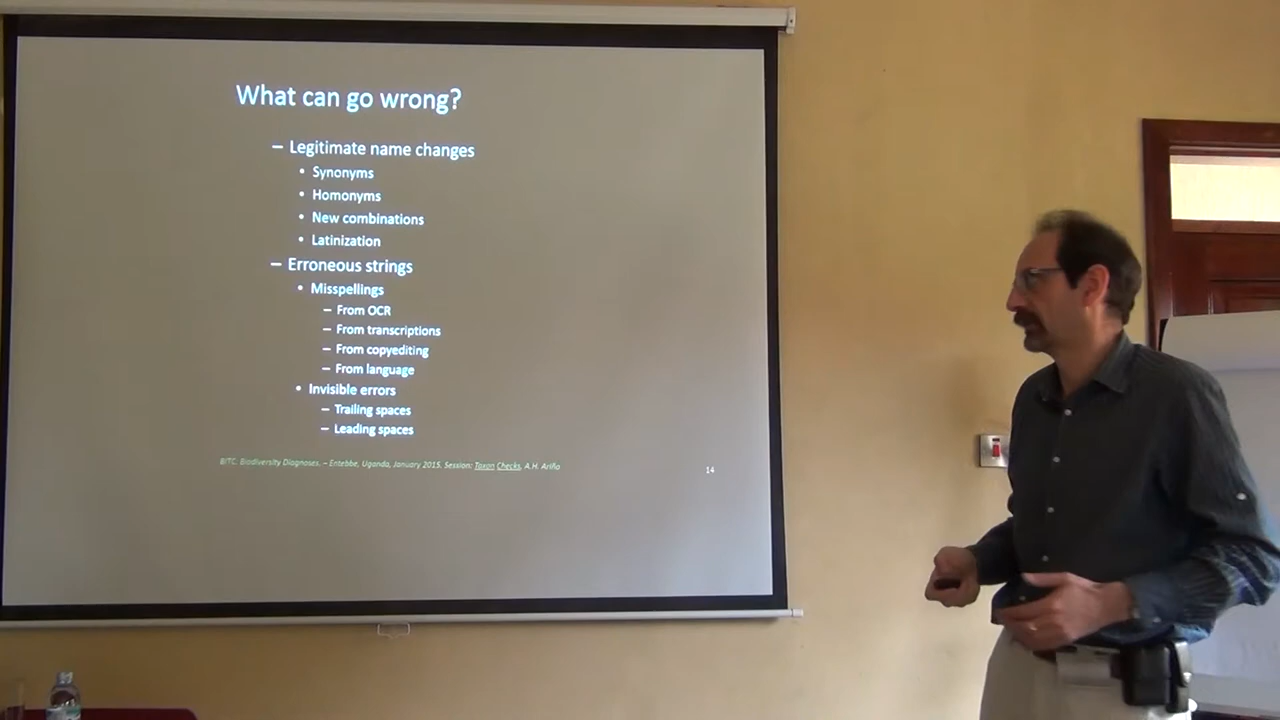 What can go wrong?
– Legitimate name changes
• Synonyms
• Homonyms
• New combinations
• Latinization
– Erroneous strings
• Misspellings
– From OCR
– From transcriptions
– From copyediting
– From language
• Invisible errors
– Trailing spaces
– Leading spaces
BITC. Biodiversity Diagnoses. – Entebbe, Uganda, January 2015. Session: Taxon Checks, A.H. Ariño
14